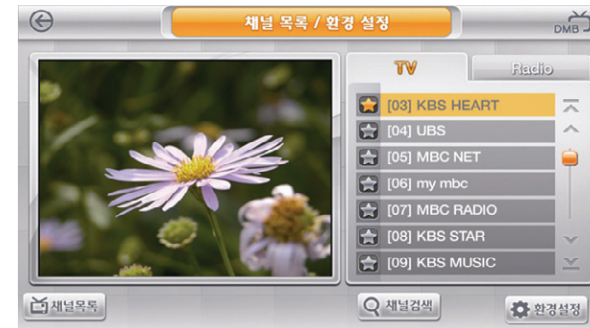 채널 목록 / 환경 설정
DMB
TV
Radio
[03] KBS HEART
[04] UBS
[05] MBC NET
[06] my mbc
[07] MBC RADIO
[08] KBS STAR
[09] KBS MUSIC
채널목록
채널검색
환경설정